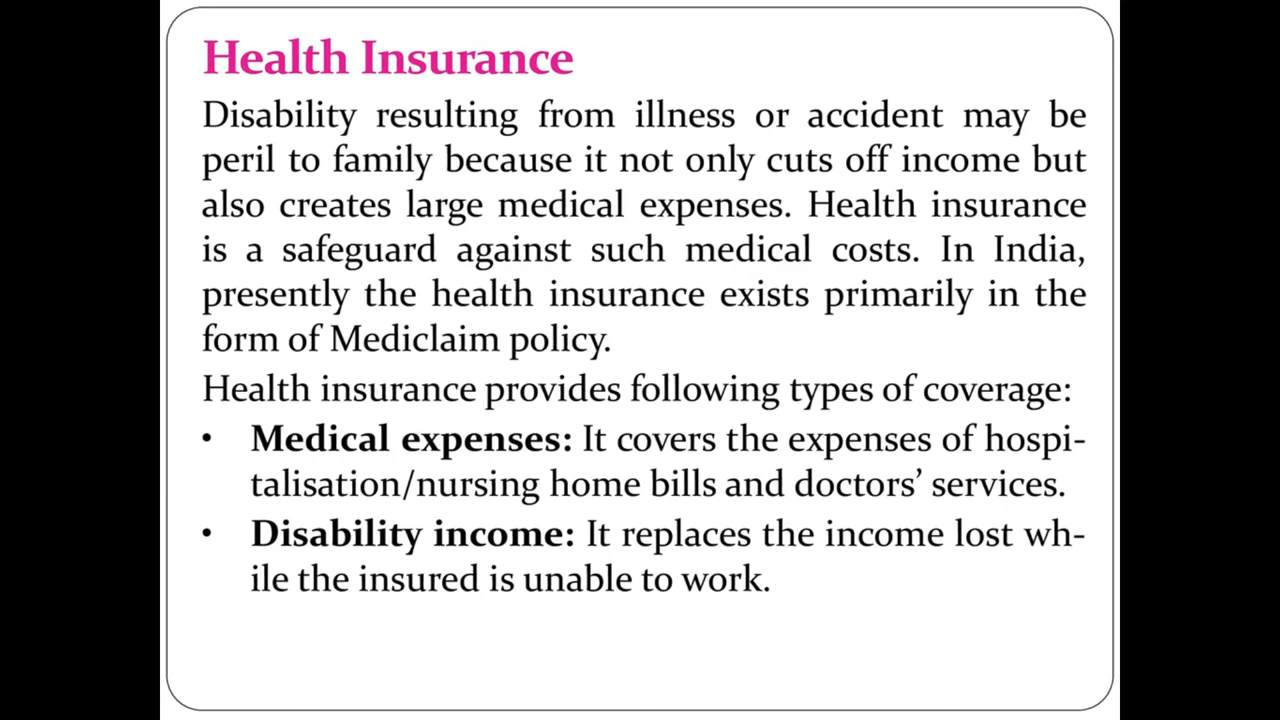 Health Insurance
Disability resulting from illness or accident may be
peril to family because it not only cuts off income but
also creates large medical expenses. Health insurance
is a safeguard against such medical costs. In India,
presently the health insurance exists primarily in the
form of Mediclaim policy.
Health insurance provides following types of coverage:
• Medical expenses: It covers the expenses of hospi-
talisation/nursing home bills and doctors’ services.
• Disability income: It replaces the income lost wh-
ile the insured is unable to work.